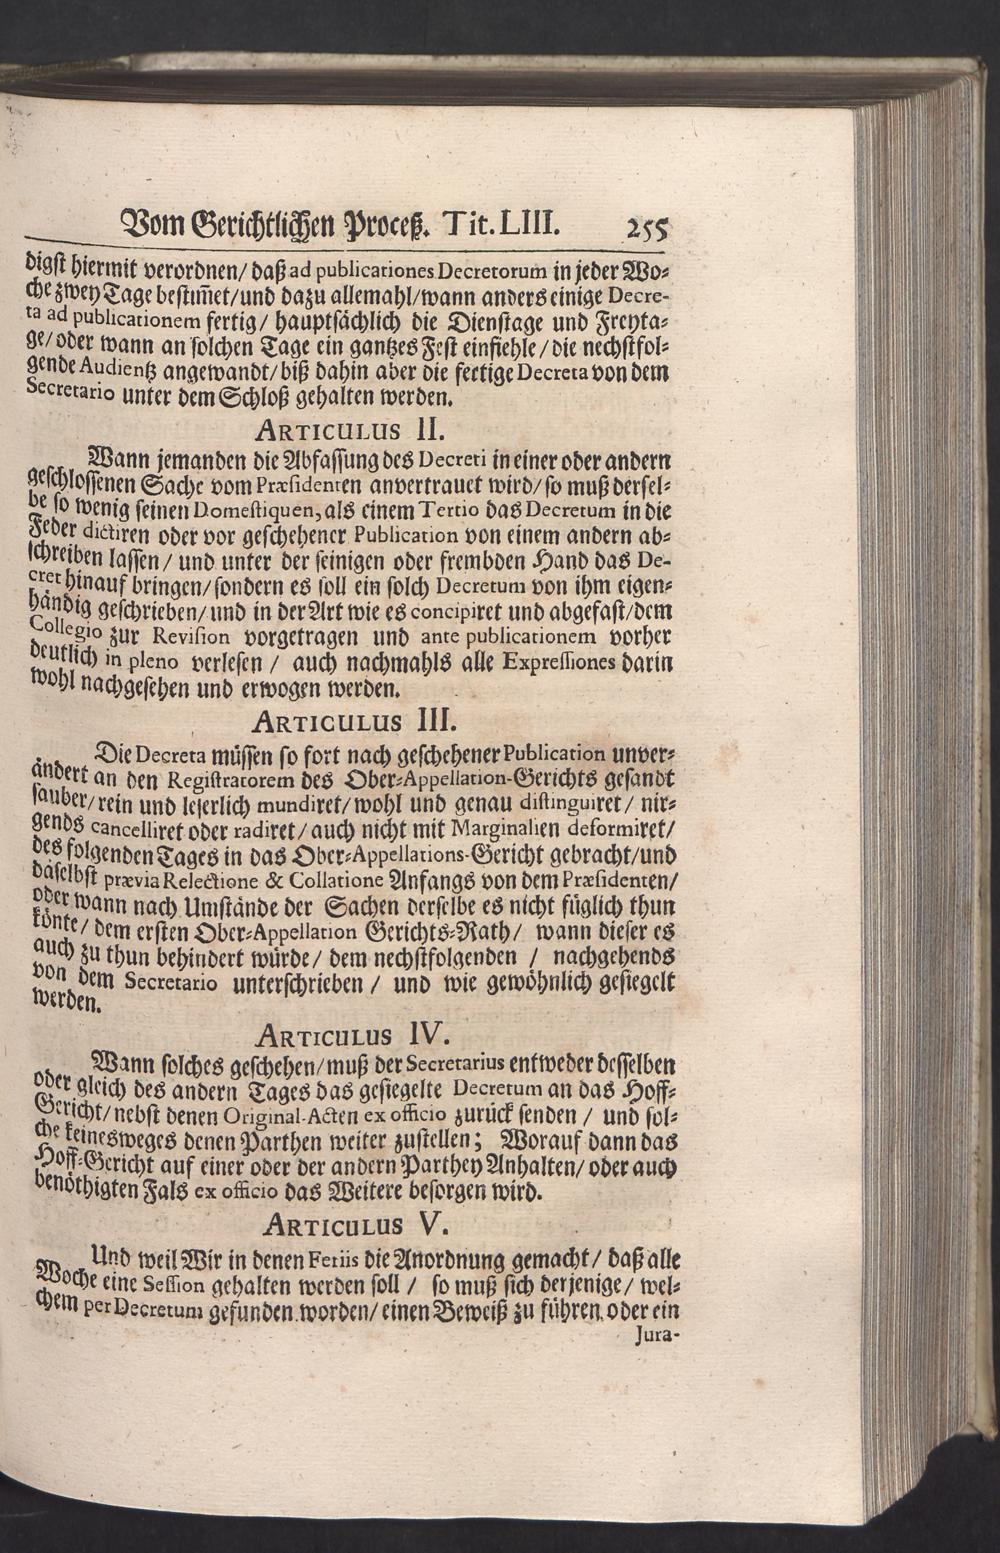 Vom Gerichtlichen Proceß. Tit. LIII. 255
digst hiermit verordnen/ daß ad publicationes Decretorum in jeder Wo-
che zwey Tage bestim̃et/ und dazu allemahl/ wann anders einige Decre-
ta ad publicationem fertig/ hauptsächlich die Dienstage und Freyta-
ge/ oder wann an solchen Tage ein gantzes Fest einfiehle/ die nechstfol-
gende Audientz angewandt/ biß dahin aber die fertige Decreta von dem
Secretario unter dem Schloß gehalten werden.
ARTICULUS II.
Wann jemanden die Abfassung des Decreti in einer oder andern
geschlossenen Sache vom Præsidenten anvertrauet wird/ so muß dersel-
be so wenig seinen Domestiquen, als einem Tertio das Decretum in die
Feder dictiren oder vor geschehener Publication von einem andern ab-
schreiben lassen/ und unter der seinigen oder frembden Hand das De-
cret hinauf bringen/ sondern es soll ein solch Decretum von ihm eigen-
händig geschrieben/ und in der Art wie es concipiret und abgefast/ dem
Collegio zur Revision vorgetragen und ante publicationem vorher
deutlich in pleno verlesen/ auch nachmahls alle Expressiones darin
wohl nachgesehen und erwogen werden.
ARTICULUS III.
Die Decreta müssen so fort nach geschehener Publication unver-
ändert an den Registratorem des Ober-Appellation-Gerichts gesandt
sauber/ rein und leserlich mundiret/ wohl und genau distinguiret/ nir-
gends cancelliret oder radiret/ auch nicht mit Marginalien deformiret/
des folgenden Tages in das Ober-Appellations-Gericht gebracht/ und
daselbst prævia Relectione & Collatione Anfangs von dem Præsidenten/
oder wann nach Umstände der Sachen derselbe es nicht füglich thun
könte/ dem ersten Ober-Appellation Gerichts-Rath/ wann dieser es
auch zu thun behindert würde/ dem nechstfolgenden / nachgehends
von dem Secretario unterschrieben/ und wie gewöhnlich gesiegelt
werden.
ARTICULUS IV.
Wann solches geschehen/ muß der Secretarius entweder desselben
oder gleich des andern Tages das gesiegelte Decretum an das Hoff-
Gericht/ nebst denen Original-Acten ex officio zurück senden/ und sol-
che keinesweges denen Parthen weiter zustellen; Worauf dann das
Hoff-Gericht auf einer oder der andern Parthey Anhalten/ oder auch
benöthigten Fals ex officio das Weitere besorgen wird.
ARTICULUS V.
Und weil Wir in denen Feriis die Anordnung gemacht/ daß alle
Woche eine Session gehalten werden soll/ so muß sich derjenige/ wel-
chem per Decretum gefunden worden/ einen Beweiß zu führen, oder ein
Jura-